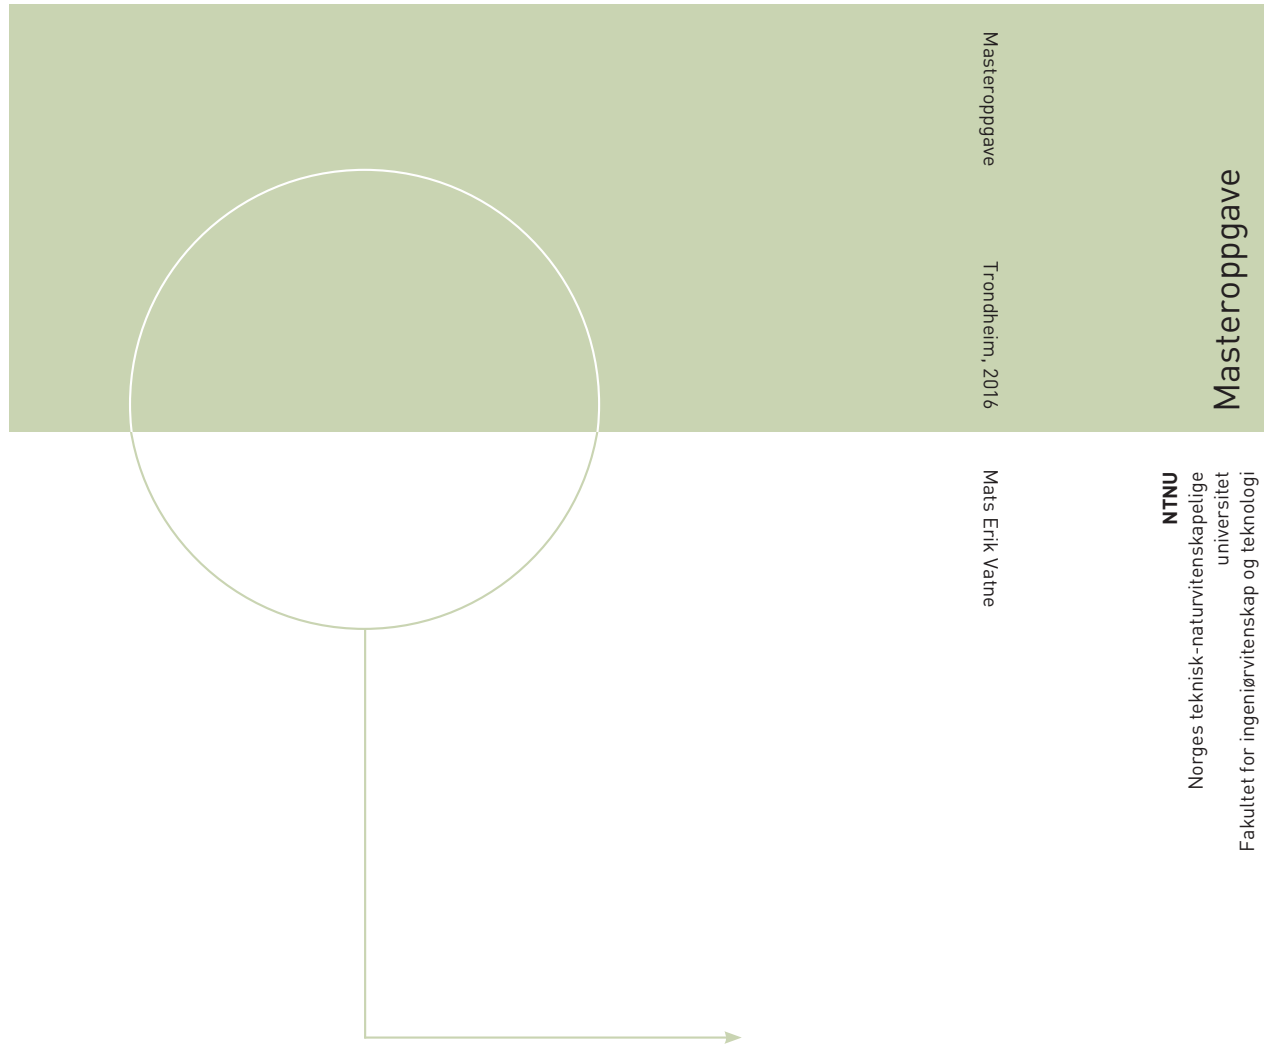 Masteroppgave
Trondheim, 2016
Mats Erik Vatne
Masteroppgave
NTNU
Norges teknisk-naturvitenskapelige
universitet
Fakultet for ingeniørvitenskap og teknologi